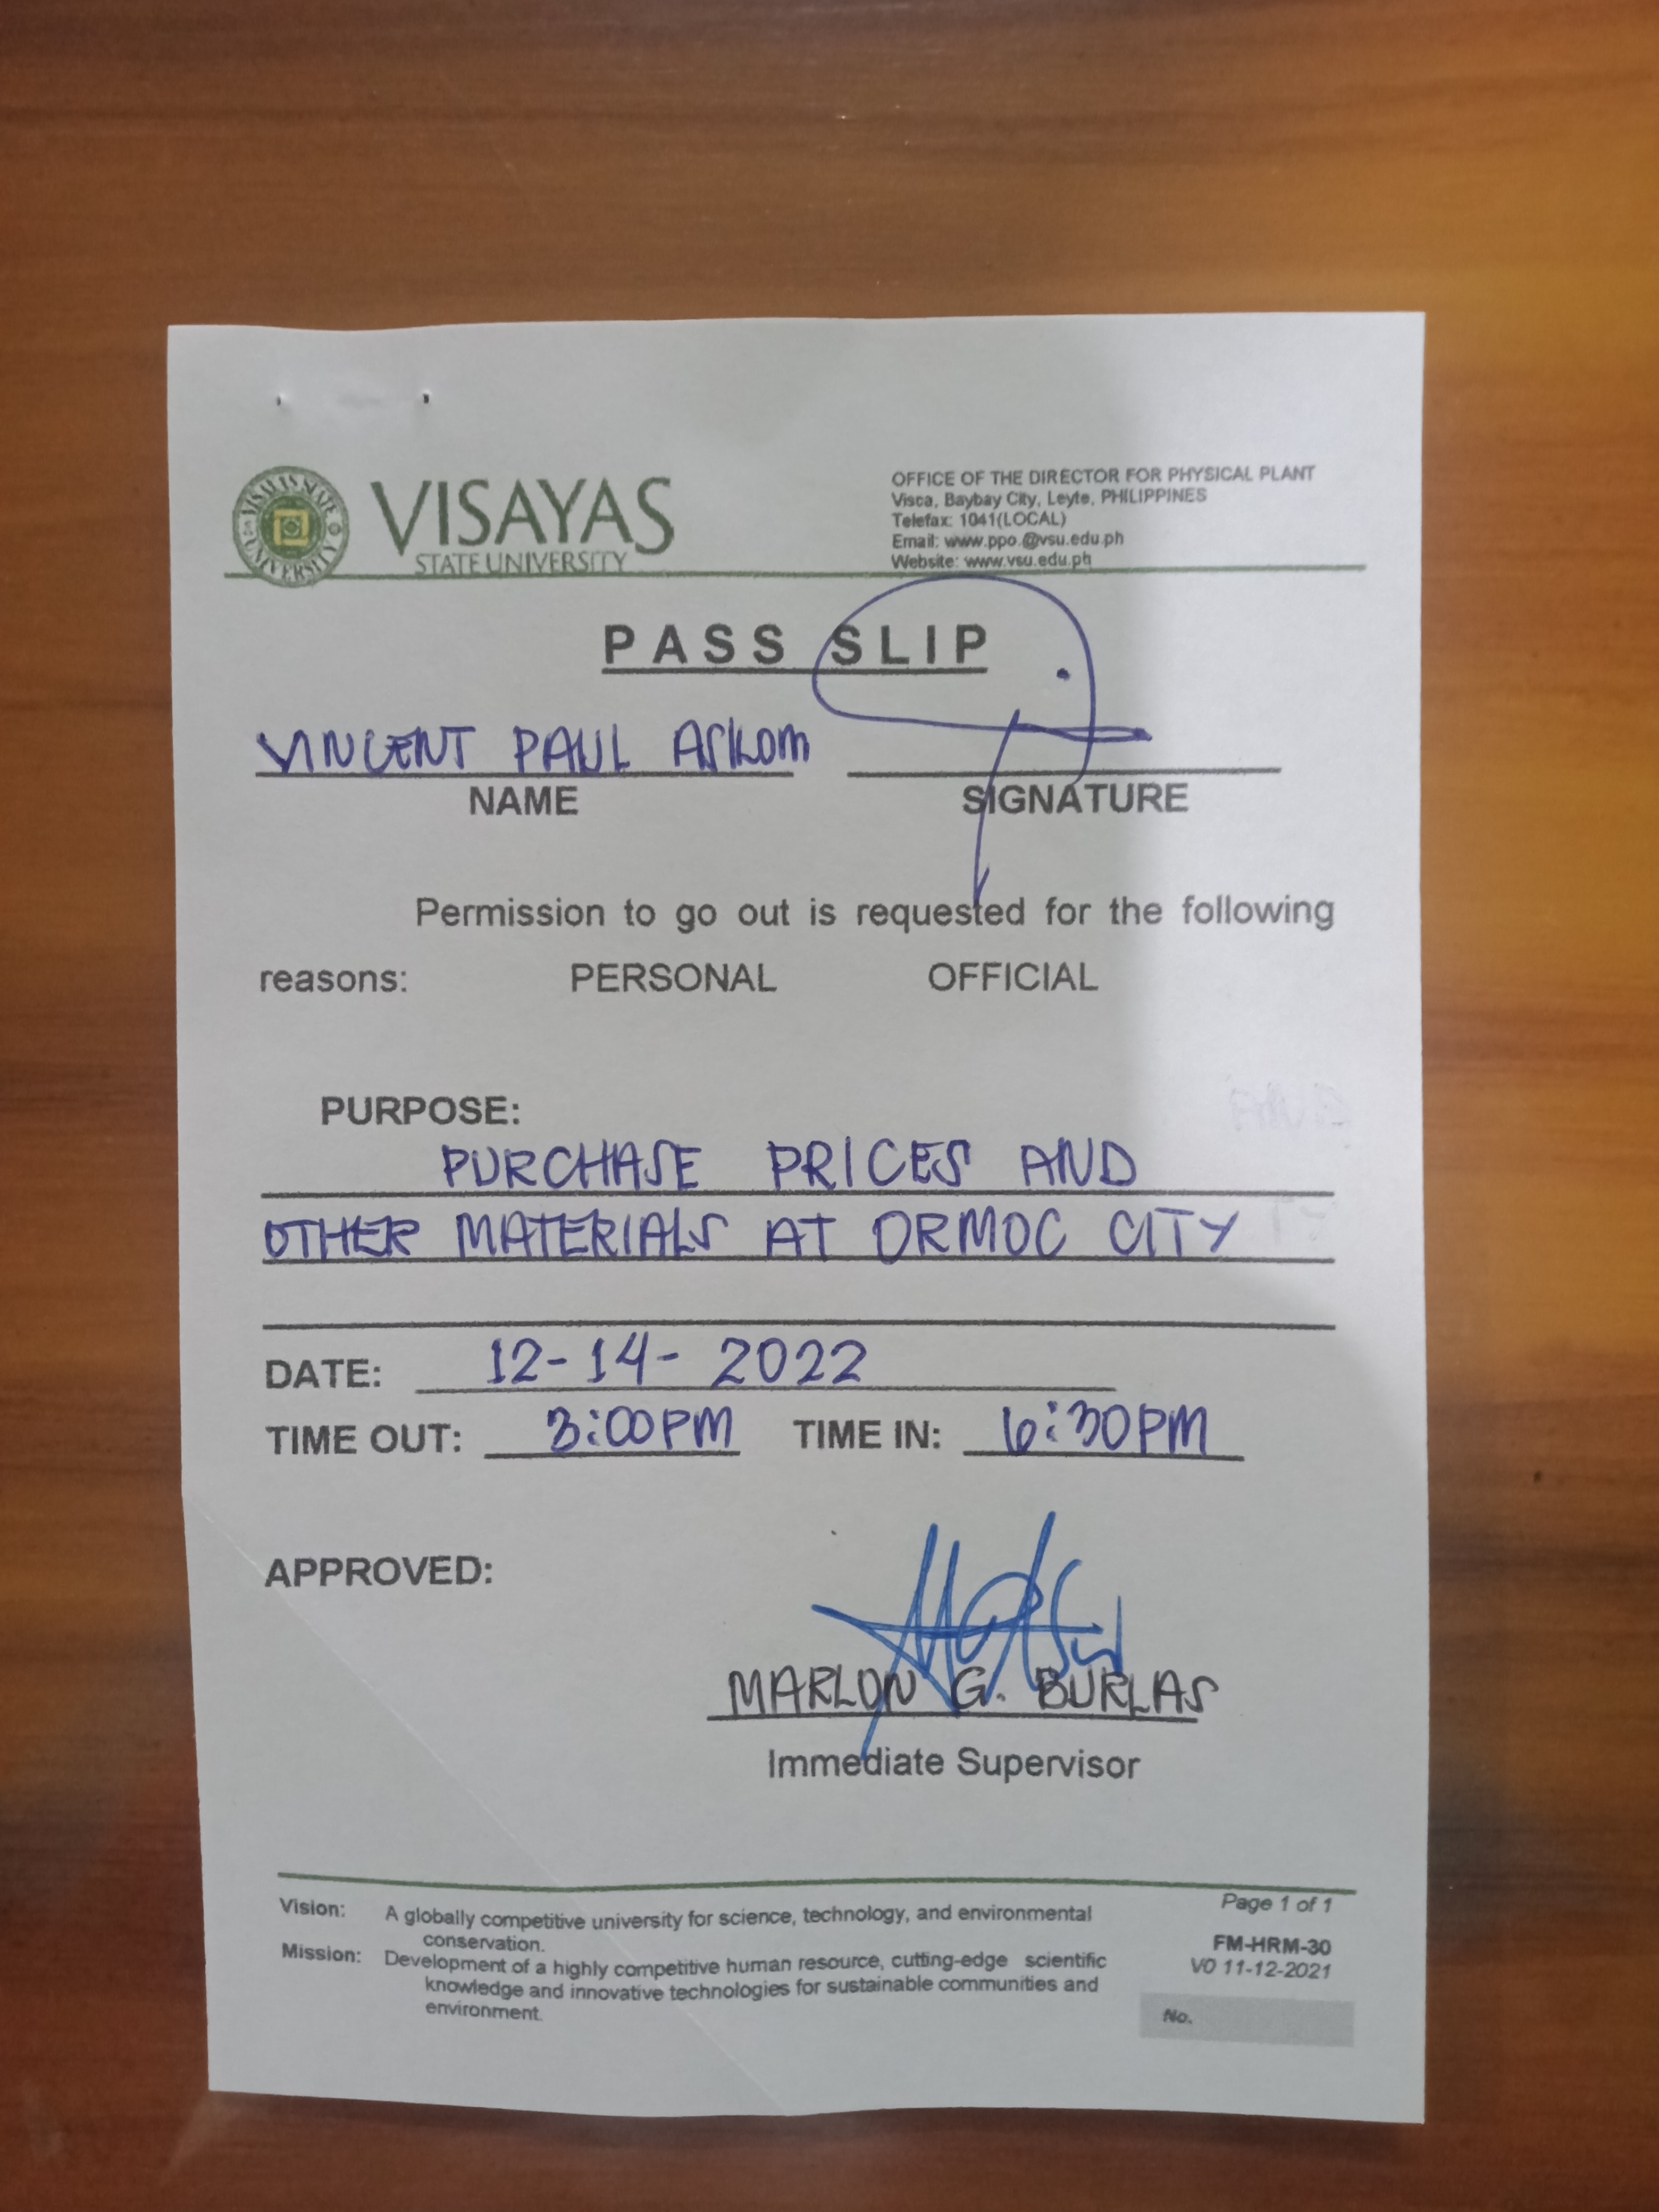 VISAYAS
STATE UNIVERSITY
VISAYAS STATE UNIVERSITY
OFFICE OF THE DIRECTOR FOR PHYSICAL PLANT
Visca, Baybay City, Leyte, PHILIPPINES
Telefax: 1041(LOCAL)
Email: www.ppo.@vsu.edu.ph
Website: www.vsu.edu.ph
PASS SLIP
VINCENT PAUL ASKOM
NAME SIGNATURE
Permission to go out is requested for the following
reasons: PERSONAL OFFICIAL
PURPOSE:
PURCHASE PRICES AND
OTHER MATERIALS AT ORMOC CITY
DATE: 12-14-2022
TIME OUT: 3:00PM TIME IN: 6:30PM
APPROVED:
MARLON G. BURLAS
Immediate Supervisor
Vision: A globally competitive university for science, technology, and environmental
conservation.
Mission: Development of a highly competitive human resource, cutting-edge scientific
knowledge and innovative technologies for sustainable communities and
environment.
Page 1 of 1
FM-HRM-30
V0 11-12-2021
No.